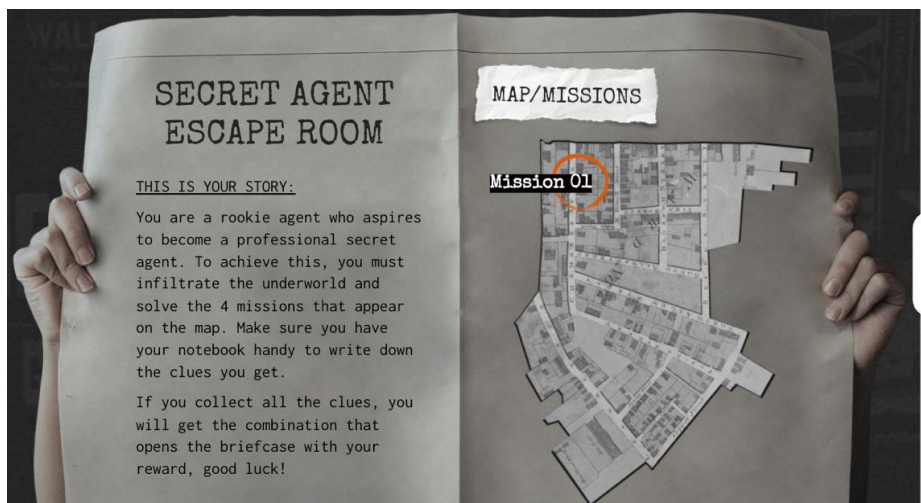 SECRET AGENT
ESCAPE ROOM
THIS IS YOUR STORY:
You are a rookie agent who aspires
to become a professional secret
agent. To achieve this, you must
infiltrate the underworld and
solve the 4 missions that appear
on the map. Make sure you have
your notebook handy to write down
the clues you get.
If you collect all the clues, you
will get the combination that
opens the briefcase with your
reward, good luck!
MAP/MISSIONS
Mission 01